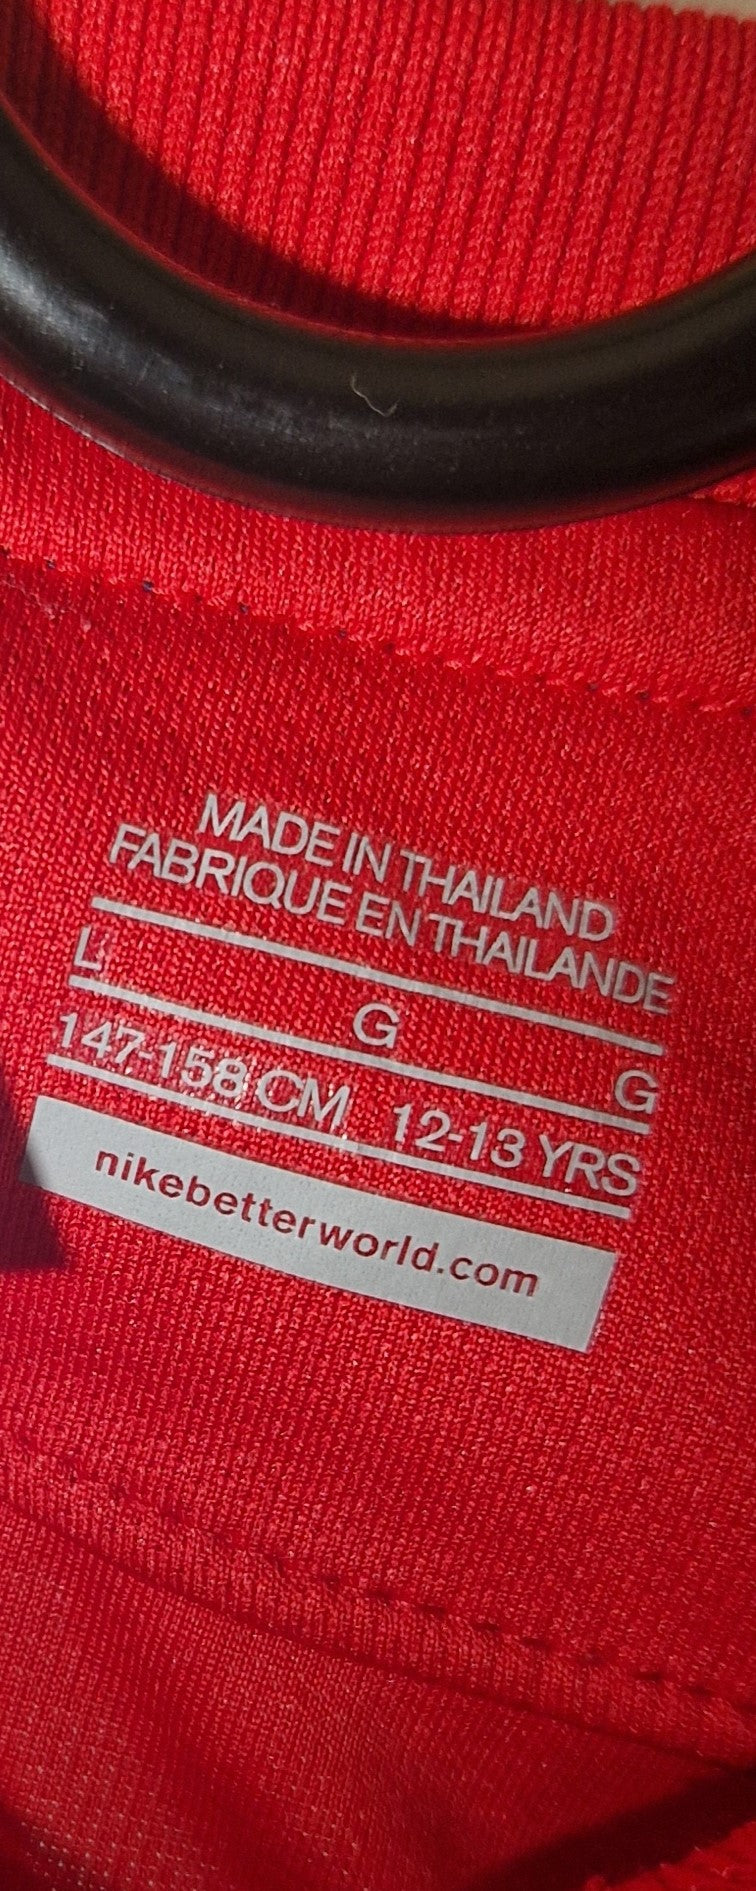 MADE IN THAILAND
FABRIQUE EN THAILANDE
L G G
147-158 CM 12-13 YRS
nikebetterworld.com